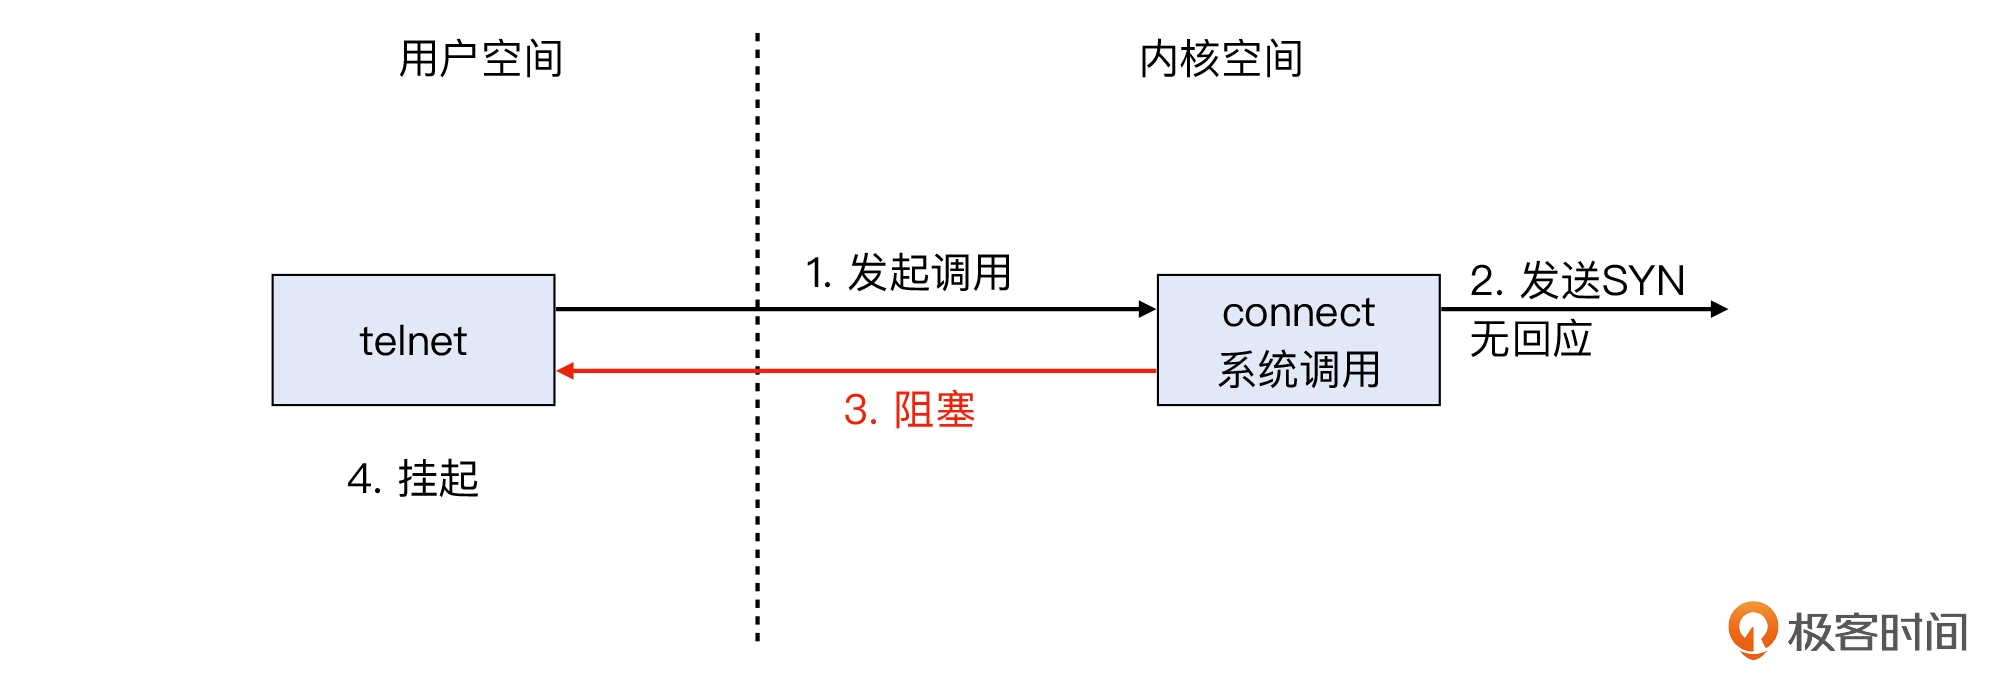 用户空间
内核空间
1. 发起调用
2. 发送SYN
无回应
telnet
connect
系统调用
3. 阻塞
4. 挂起
极客时间